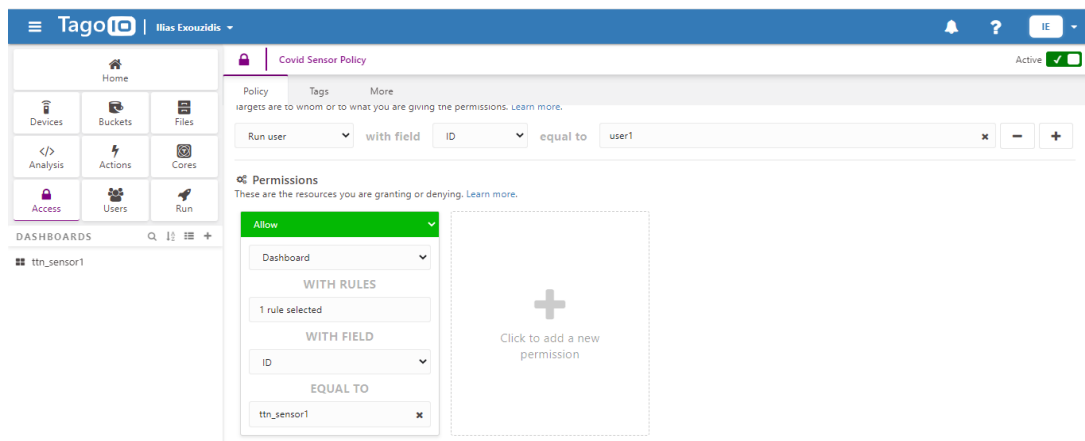 TagoIO | Ilias Exouzidis
? IE
Home
Devices Buckets Files
</> Analysis Actions Cores
Access Users Run
DASHBOARDS
ttn_sensor1
Covid Sensor Policy Active
Policy Tags More
Targets are to whom or to what you are giving the permissions. Learn more.
Run user with field ID equal to user1
Permissions
These are the resources you are granting or denying. Learn more.
Allow
Dashboard
WITH RULES
1 rule selected
WITH FIELD
ID
EQUAL TO
ttn_sensor1
Click to add a new
permission